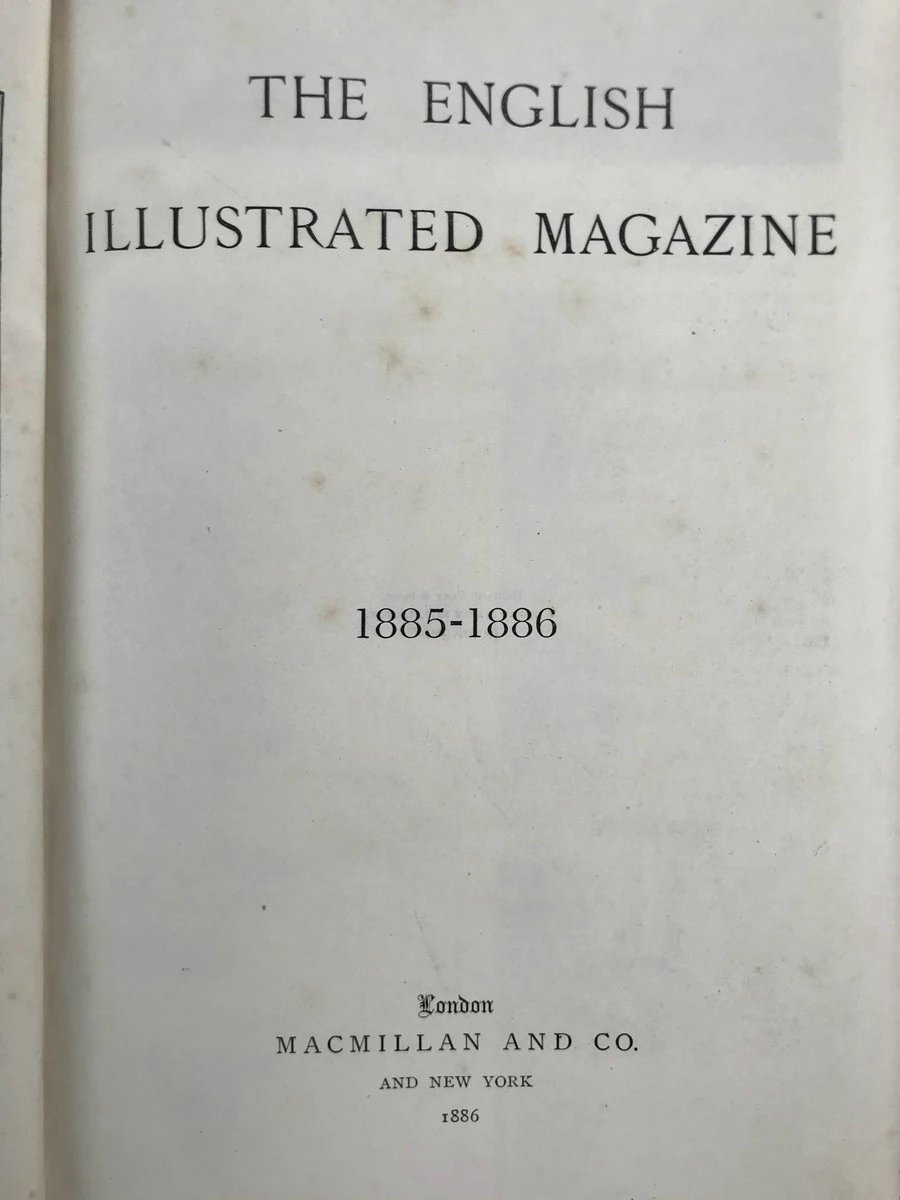 THE ENGLISH
ILLUSTRATED MAGAZINE
1885-1886
London
MACMILLAN AND CO.
AND NEW YORK
1886